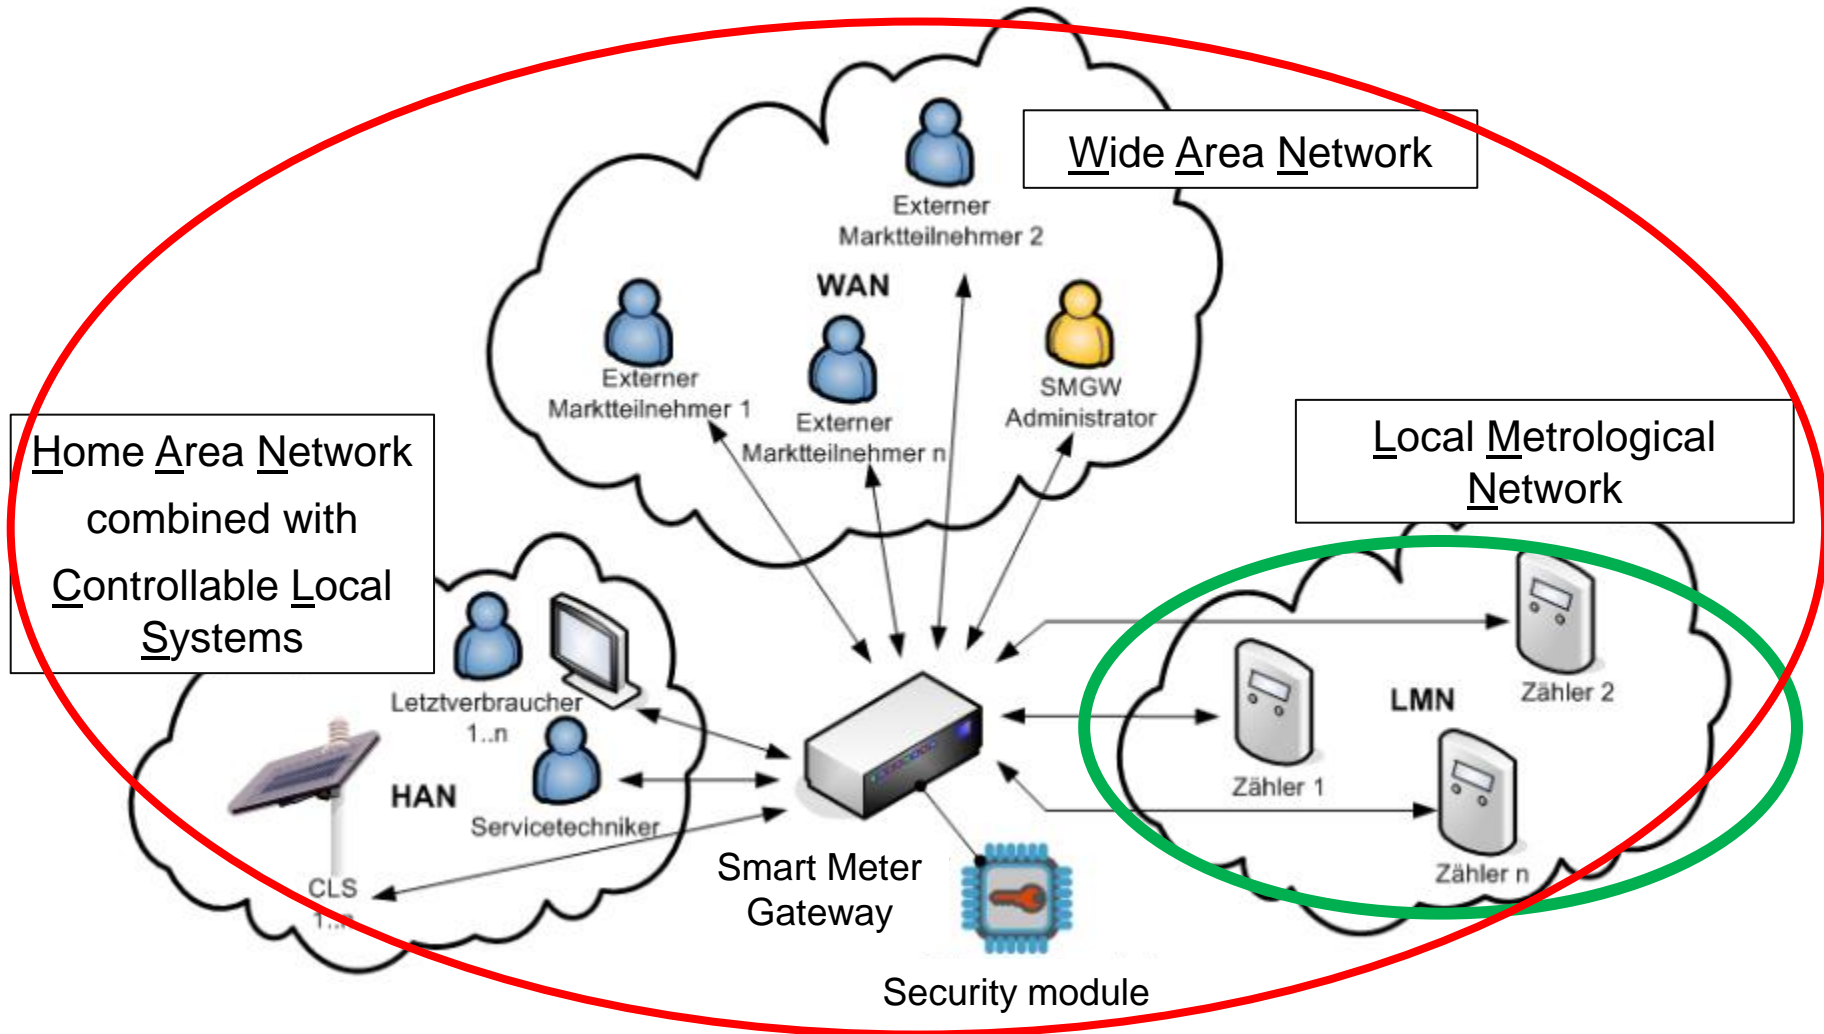 Wide Area Network
Externer
Marktteilnehmer 2
WAN
Externer
Marktteilnehmer 1
Externer
Marktteilnehmer n
SMGW
Administrator
Home Area Network
combined with
Controllable Local
Systems
Local Metrological
Network
Letztverbraucher
1..n
HAN
Servicetechniker
CLS
1..n
Smart Meter
Gateway
Security module
LMN
Zähler 1
Zähler 2
Zähler n